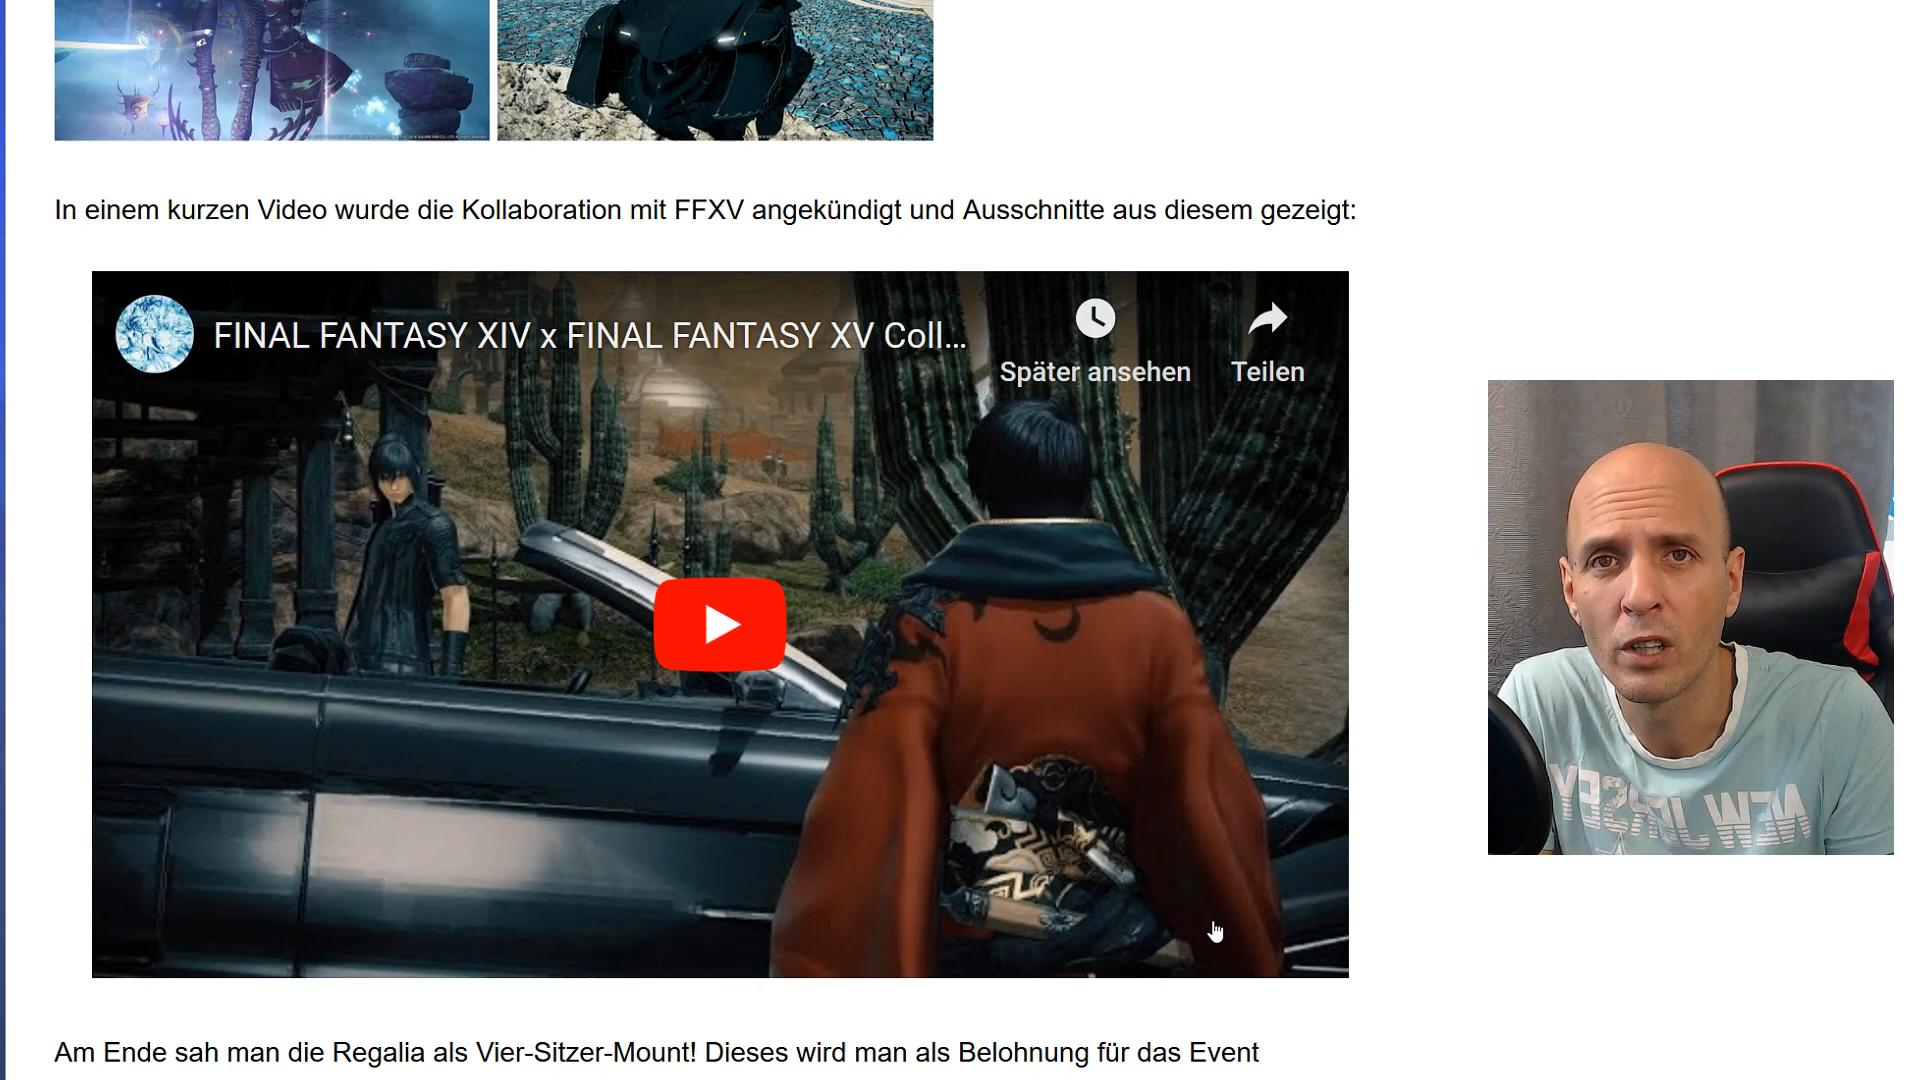 In einem kurzen Video wurde die Kollaboration mit FFXV angekündigt und Ausschnitte aus diesem gezeigt:
FINAL FANTASY XIV x FINAL FANTASY XV Coll...
Später ansehen
Teilen
NEW JERSEY
Am Ende sah man die Regalia als Vier-Sitzer-Mount! Dieses wird man als Belohnung für das Event